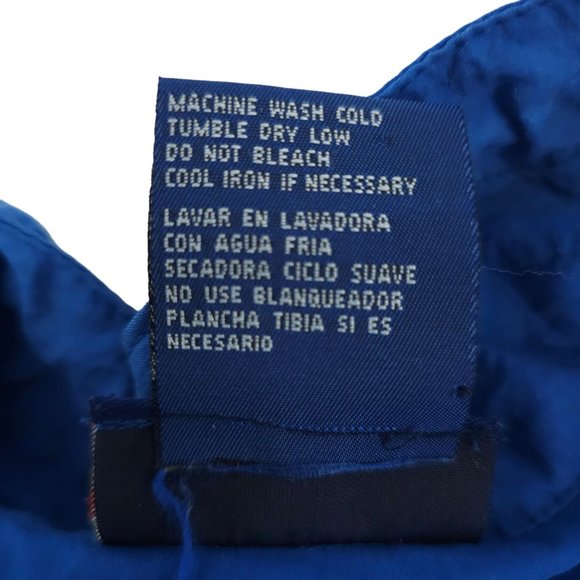 MACHINE WASH COLD
TUMBLE DRY LOW
DO NOT BLEACH
COOL IRON IF NECESSARY
LAVAR EN LAVADORA
CON AGUA FRIA
SECADORA CICLO SUAVE
NO USE BLANQUEADOR
PLANCHA TIBIA SI ES
NECESARIO